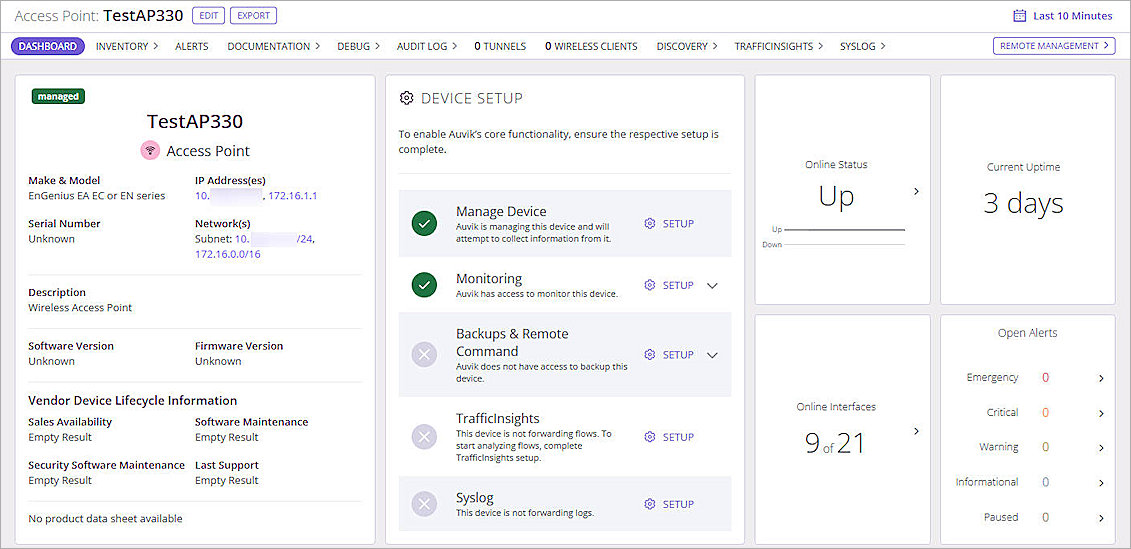 Access Point: TestAP330 EDIT EXPORT Last 10 Minutes
DASHBOARD INVENTORY ALERTS DOCUMENTATION DEBUG AUDIT LOG 0 TUNNELS 0 WIRELESS CLIENTS DISCOVERY TRAFFICINSIGHTS SYSLOG REMOTE MANAGEMENT
managed
TestAP330
Access Point
Make & Model
EnGenius EA EC or EN series
IP Address(es)
10. , 172.16.1.1
Serial Number
Unknown
Network(s)
Subnet: 10. /24,
172.16.0.0/16
Description
Wireless Access Point
Software Version
Unknown
Firmware Version
Unknown
Vendor Device Lifecycle Information
Sales Availability
Empty Result
Software Maintenance
Empty Result
Security Software Maintenance
Empty Result
Last Support
Empty Result
No product data sheet available
DEVICE SETUP
To enable Auvik's core functionality, ensure the respective setup is
complete.
Manage Device
Auvik is managing this device and will
attempt to collect information from it.
SETUP
Monitoring
Auvik has access to monitor this device.
SETUP
Backups & Remote
Command
Auvik does not have access to backup this
device.
SETUP
TrafficInsights
This device is not forwarding flows. To
start analyzing flows, complete
TrafficInsights setup.
SETUP
Syslog
This device is not forwarding logs.
SETUP
Online Status
Up
Up
Down
Current Uptime
3 days
Online Interfaces
9 of 21
Open Alerts
Emergency 0
Critical 0
Warning 0
Informational 0
Paused 0